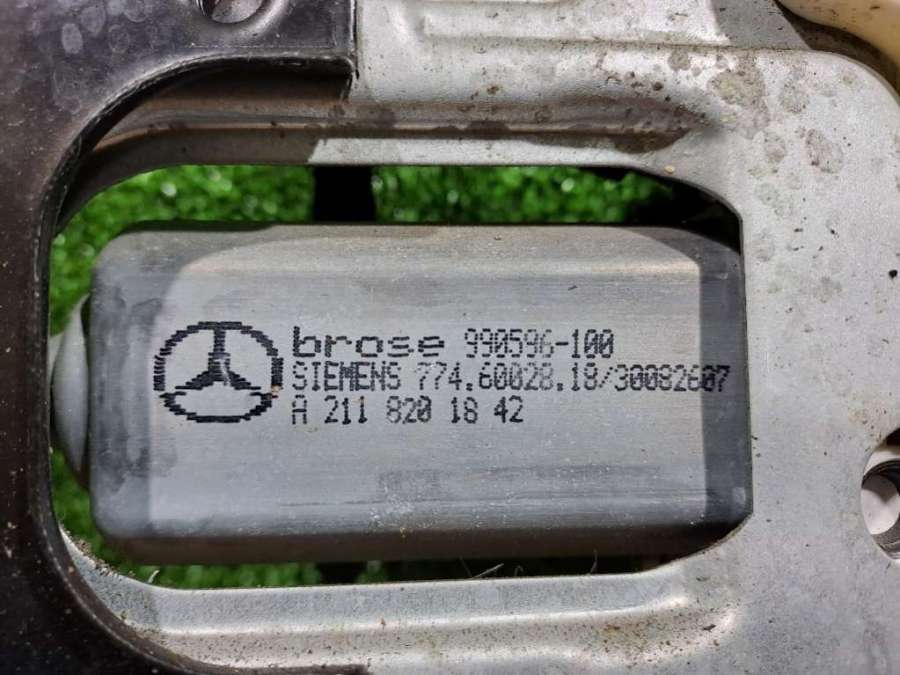 brose 990596-100
SIEMENS 774.60028.18/30082607
A 211 820 18 42